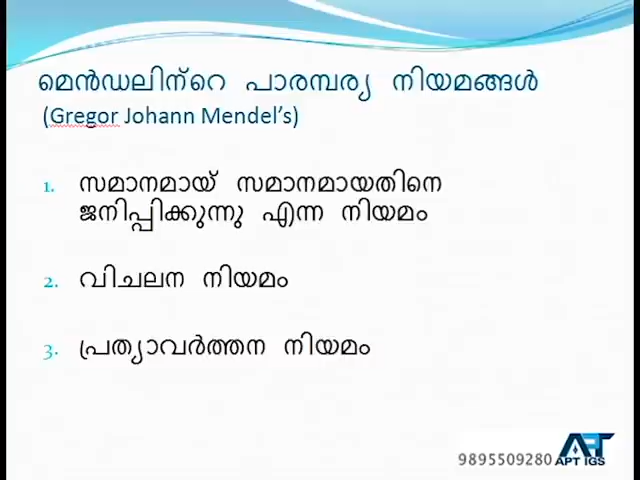 മെൻഡലിന്‍റെ പാരമ്പര്യ നിയമങ്ങൾ
(Gregor Johann Mendel's)
1. സമാനമായ് സമാനമായതിനെ
ജനിപ്പിക്കുന്നു എന്ന നിയമം
2. വിചലന നിയമം
3. പ്രത്യാവർത്തന നിയമം
APT
9895509280 APT IGS